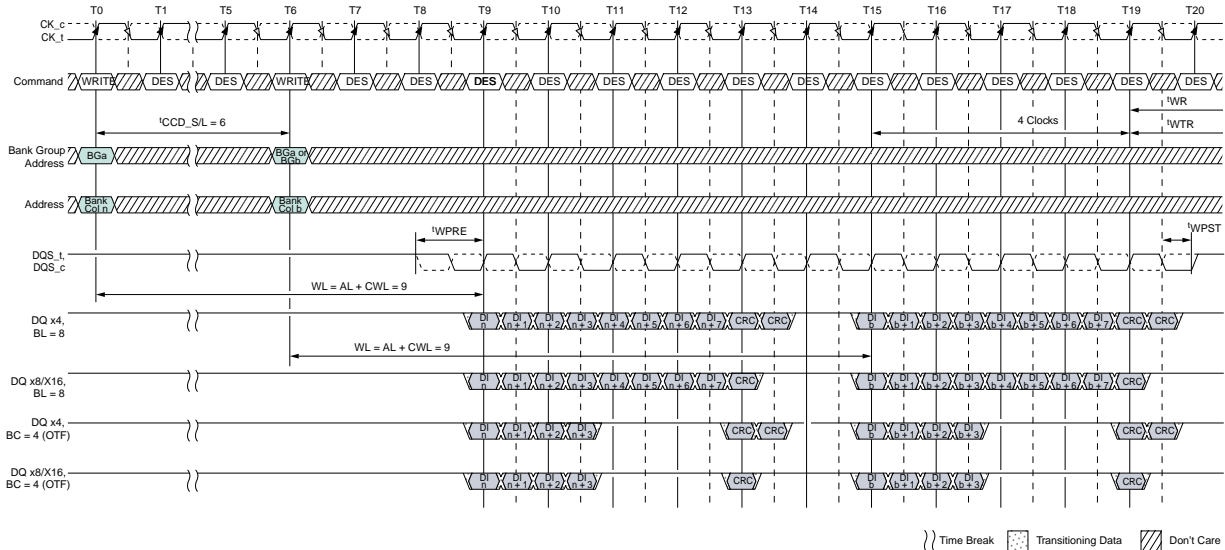 T0 T1 T5 T6 T7 T8 T9 T10 T11 T12 T13 T14 T15 T16 T17 T18 T19 T20
CK_c
CK_t
Command WRITE DES DES WRITE DES DES DES DES DES DES DES DES DES DES DES DES DES DES
tWR
tCCD_S/L = 6
4 Clocks
tWTR
Bank Group
Address
BGa
BGa or
BGb
Address
Bank
Col n
Bank
Col b
tWPRE
tWPST
DQS_t,
DQS_c
WL = AL + CWL = 9
DQ x4,
BL = 8
DI
n
DI
n + 1
DI
n + 2
DI
n + 3
DI
n + 4
DI
n + 5
DI
n + 6
DI
n + 7
CRC CRC
DI
b
DI
b + 1
DI
b + 2
DI
b + 3
DI
b + 4
DI
b + 5
DI
b + 6
DI
b + 7
CRC CRC
WL = AL + CWL = 9
DQ x8/X16,
BL = 8
DI
n
DI
n + 1
DI
n + 2
DI
n + 3
DI
n + 4
DI
n + 5
DI
n + 6
DI
n + 7
CRC
DI
b
DI
b + 1
DI
b + 2
DI
b + 3
DI
b + 4
DI
b + 5
DI
b + 6
DI
b + 7
CRC
DQ x4,
BC = 4 (OTF)
DI
n
DI
n + 1
DI
n + 2
DI
n + 3
CRC CRC
DI
b
DI
b + 1
DI
b + 2
DI
b + 3
CRC CRC
DQ x8/X16,
BC = 4 (OTF)
DI
n
DI
n + 1
DI
n + 2
DI
n + 3
CRC
DI
b
DI
b + 1
DI
b + 2
DI
b + 3
CRC
Time Break Transitioning Data Don't Care